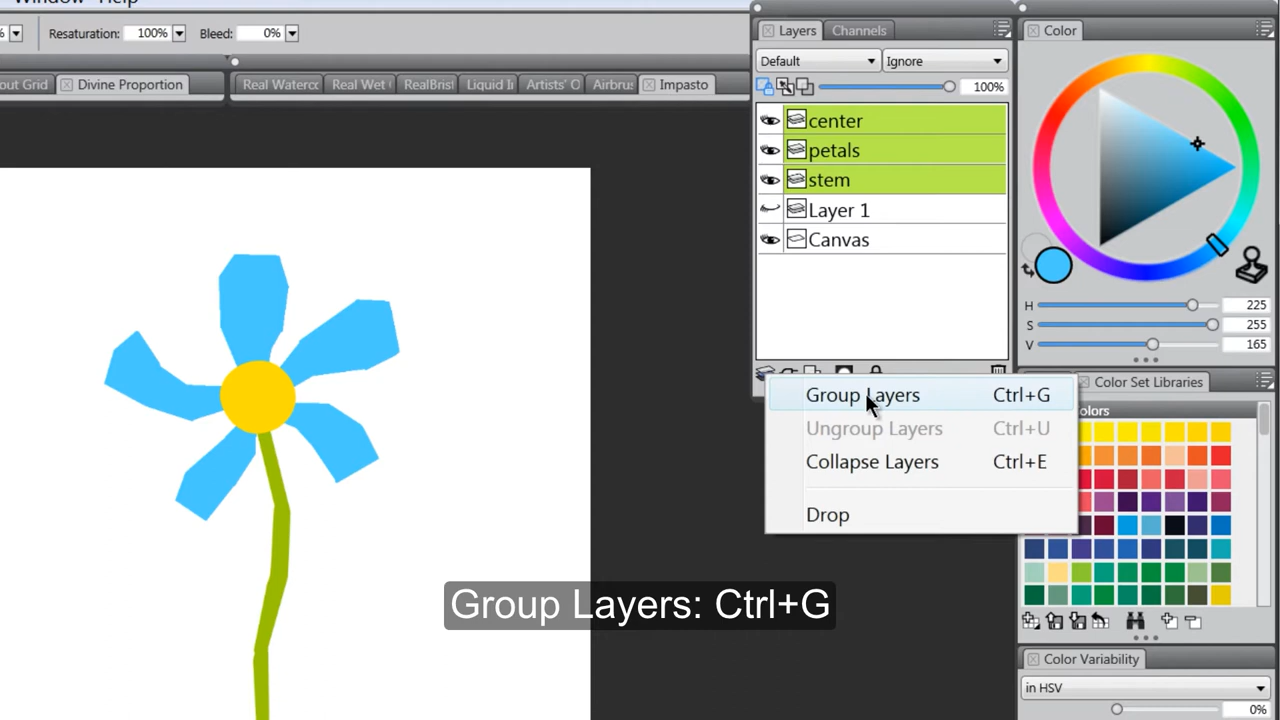 Window Help
%
Resaturation: 100%
Bleed: 0%
out Grid
Divine Proportion
Real Waterco
Real Wet
RealBrist
Liquid I
Artists' O
Airbrus
Impasto
Layers
Channels
Default
Ignore
100%
center
petals
stem
Layer 1
Canvas
Group Layers Ctrl+G
Ungroup Layers Ctrl+U
Collapse Layers Ctrl+E
Drop
Color
H 225
S 255
V 165
Color Set Libraries
olors
Color Variability
in HSV
0%
Group Layers: Ctrl+G